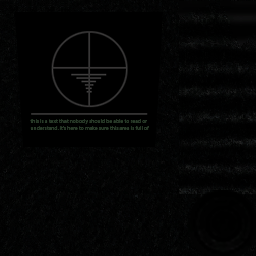 this is a text that nobody should be able to read or
understand. it's here to make sure this area is full of